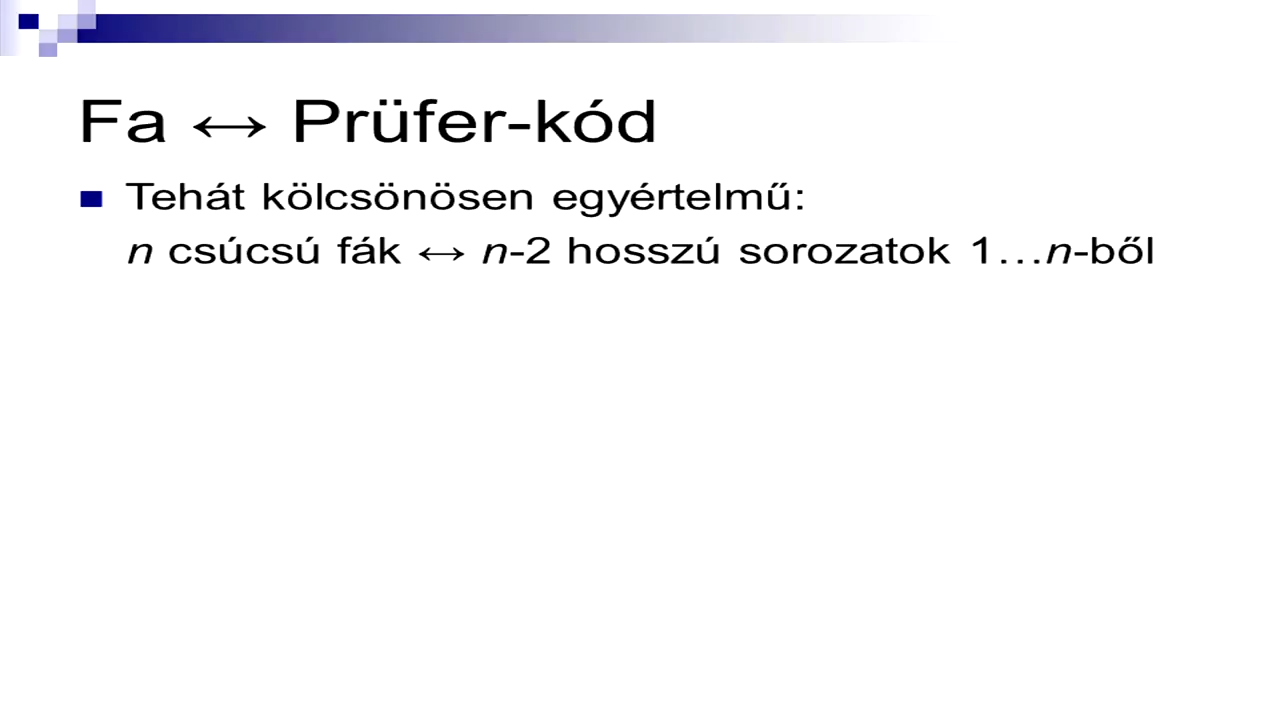 Fa ↔ Prüfer-kód
Tehát kölcsönösen egyértelmű:
n csúcsú fák ↔ n-2 hosszú sorozatok 1…n-ből